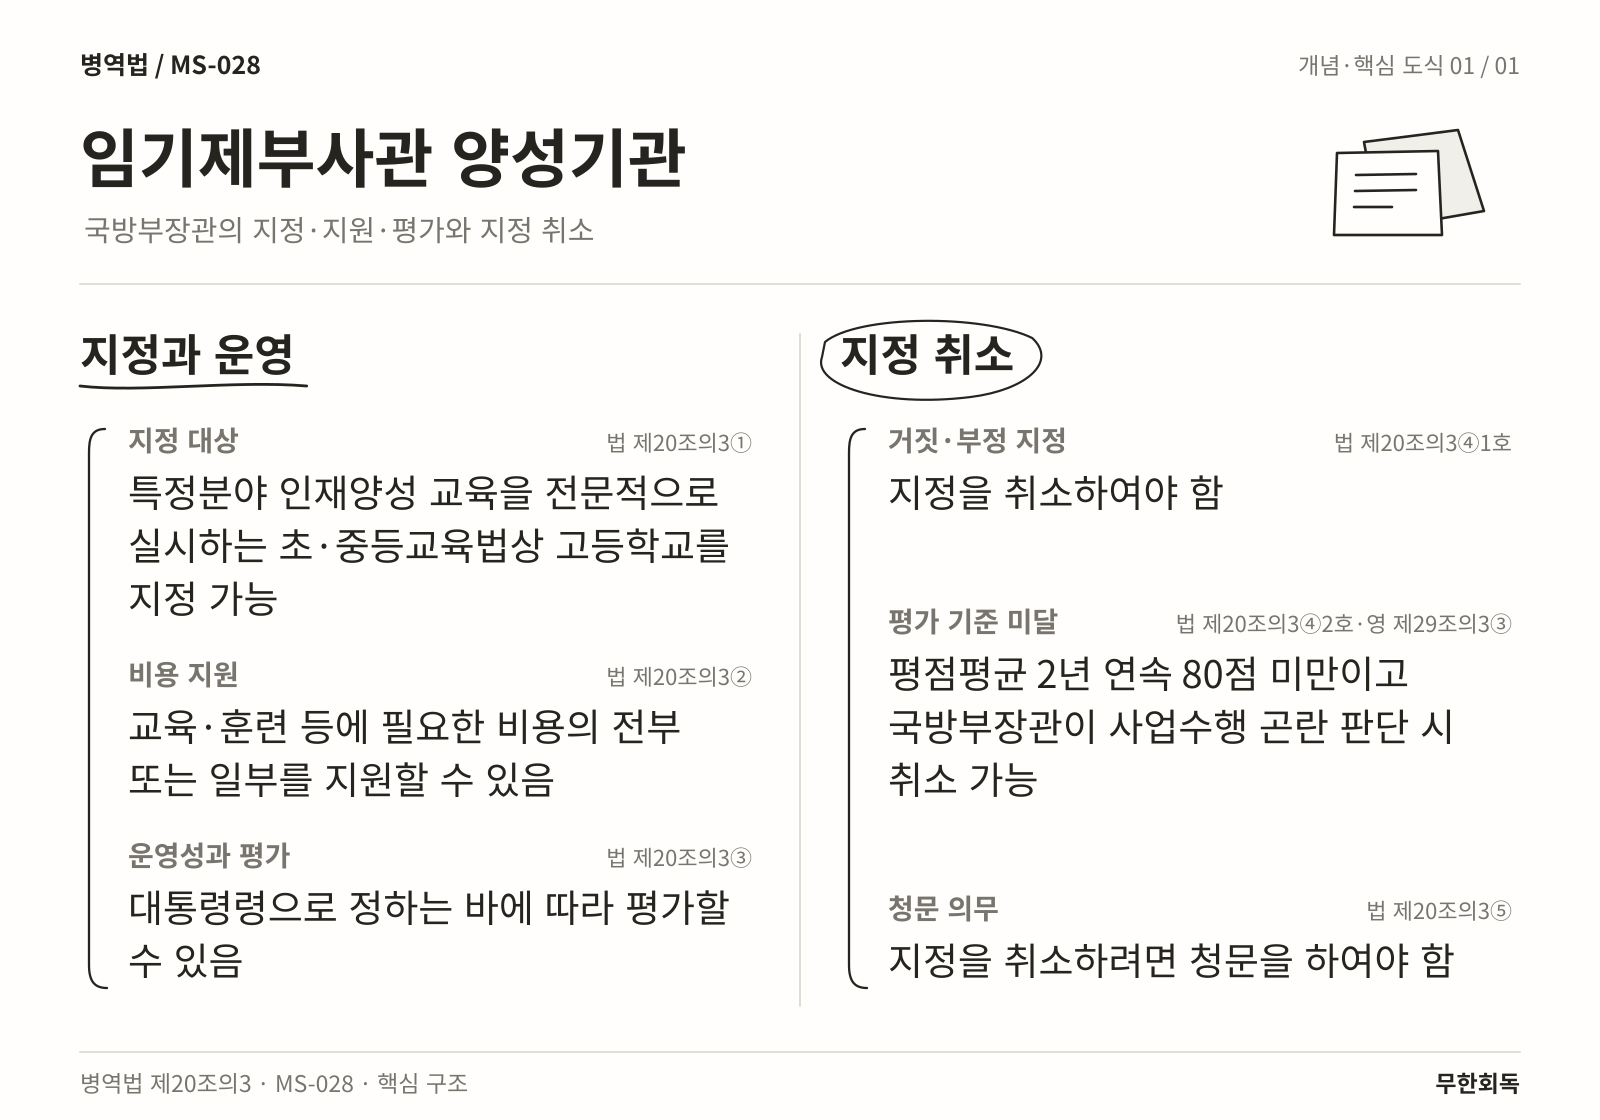 병역법 / MS-028
개념·핵심 도식 01 / 01
임기제부사관 양성기관
국방부장관의 지정·지원·평가와 지정 취소
지정과 운영
지정 대상
법 제20조의3①
특정분야 인재양성 교육을 전문적으로
실시하는 초·중등교육법상 고등학교를
지정 가능
비용 지원
법 제20조의3②
교육·훈련 등에 필요한 비용의 전부
또는 일부를 지원할 수 있음
운영성과 평가
법 제20조의3③
대통령령으로 정하는 바에 따라 평가할
수 있음
지정 취소
거짓·부정 지정
법 제20조의3④1호
지정을 취소하여야 함
평가 기준 미달
법 제20조의3④2호·영 제29조의3③
평점평균 2년 연속 80점 미만이고
국방부장관이 사업수행 곤란 판단 시
취소 가능
청문 의무
법 제20조의3⑤
지정을 취소하려면 청문을 하여야 함
병역법 제20조의3 · MS-028 · 핵심 구조
무한회독